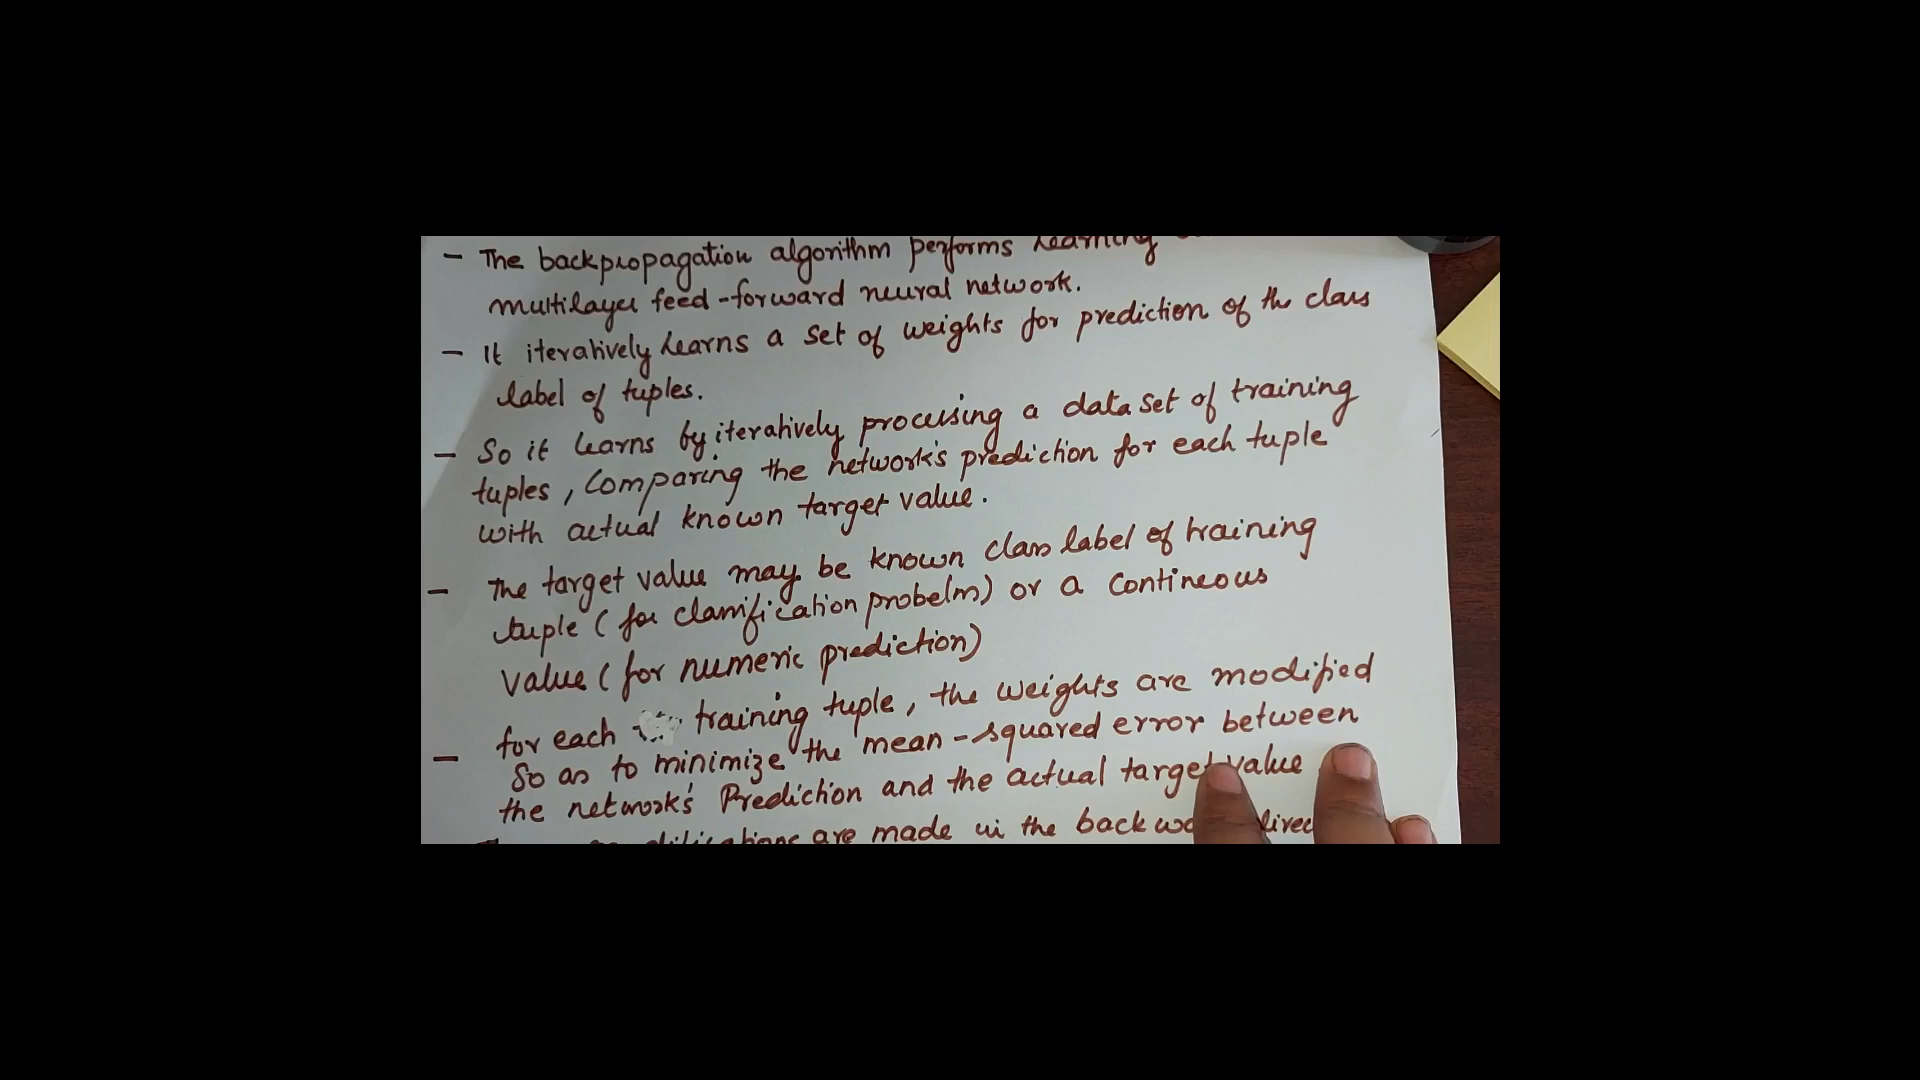 - The backpropagation algorithm performs learning
multilayer feed-forward neural network.
- It iteratively learns a set of weights for prediction of the class
label of tuples.
- So it learns by iteratively processing a data set of training
tuples, Comparing the network's prediction for each tuple
with actual known target value.
- The target value may be known class label of training
tuple (for classification probelm) or a contineous
value (for numeric prediction)
- for each training tuple, the weights are modified
So as to minimize the mean-squared error between
the network's Prediction and the actual target value
are made in the